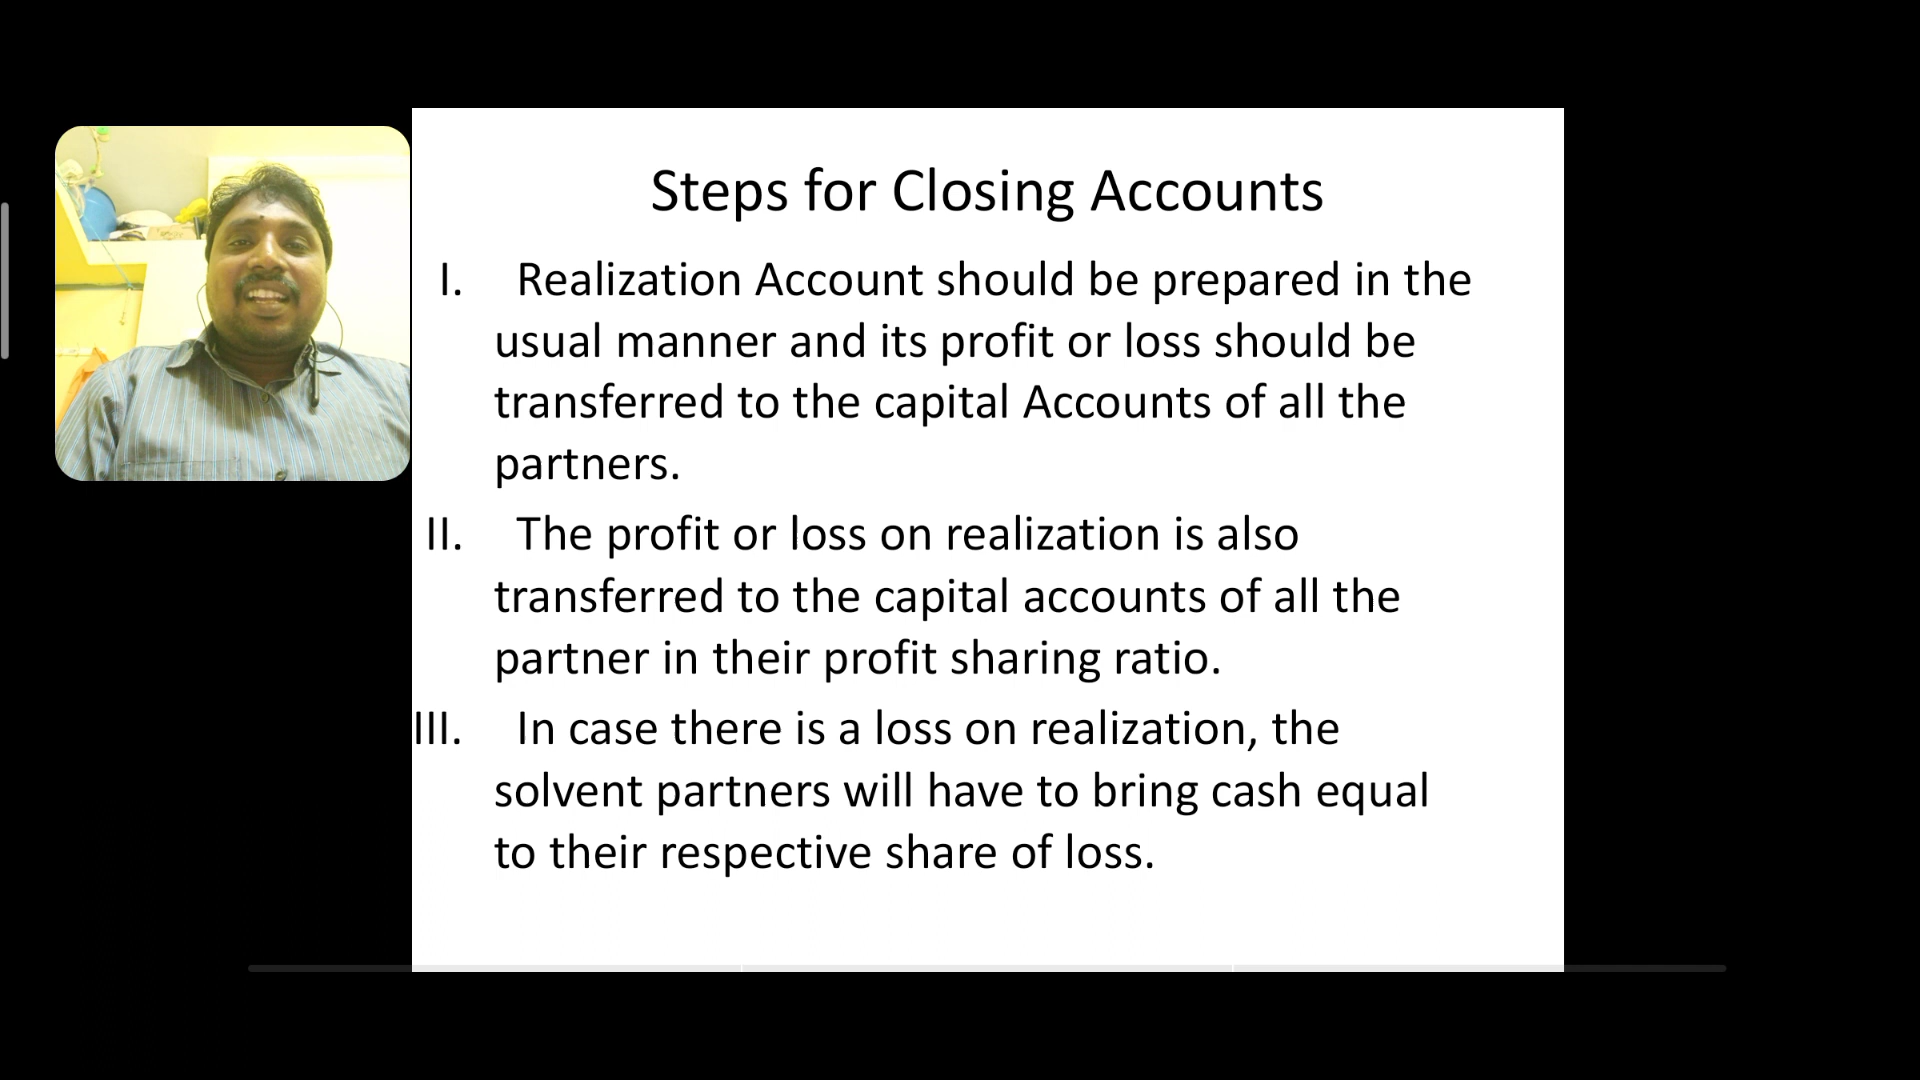 Steps for Closing Accounts
I. Realization Account should be prepared in the
usual manner and its profit or loss should be
transferred to the capital Accounts of all the
partners.
II. The profit or loss on realization is also
transferred to the capital accounts of all the
partner in their profit sharing ratio.
III. In case there is a loss on realization, the
solvent partners will have to bring cash equal
to their respective share of loss.